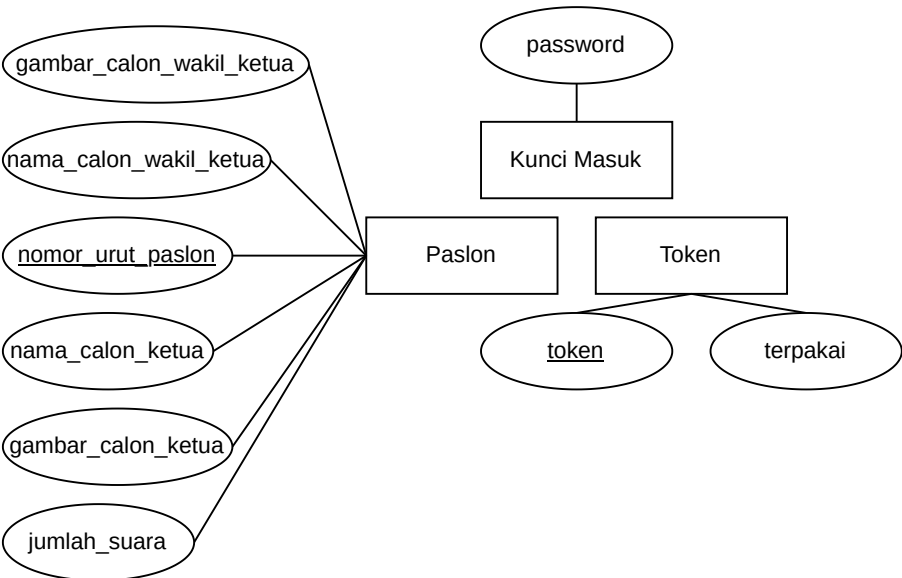 gambar_calon_wakil_ketua
nama_calon_wakil_ketua
nomor_urut_paslon
nama_calon_ketua
gambar_calon_ketua
jumlah_suara
Paslon
password
Kunci Masuk
Token
token
terpakai